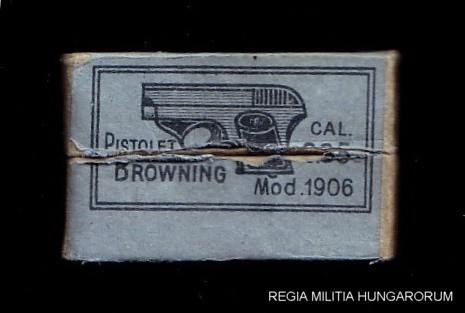 CAL.
PISTOLET
BROWNING
Mod.1906
REGIA MILITIA HUNGARORUM